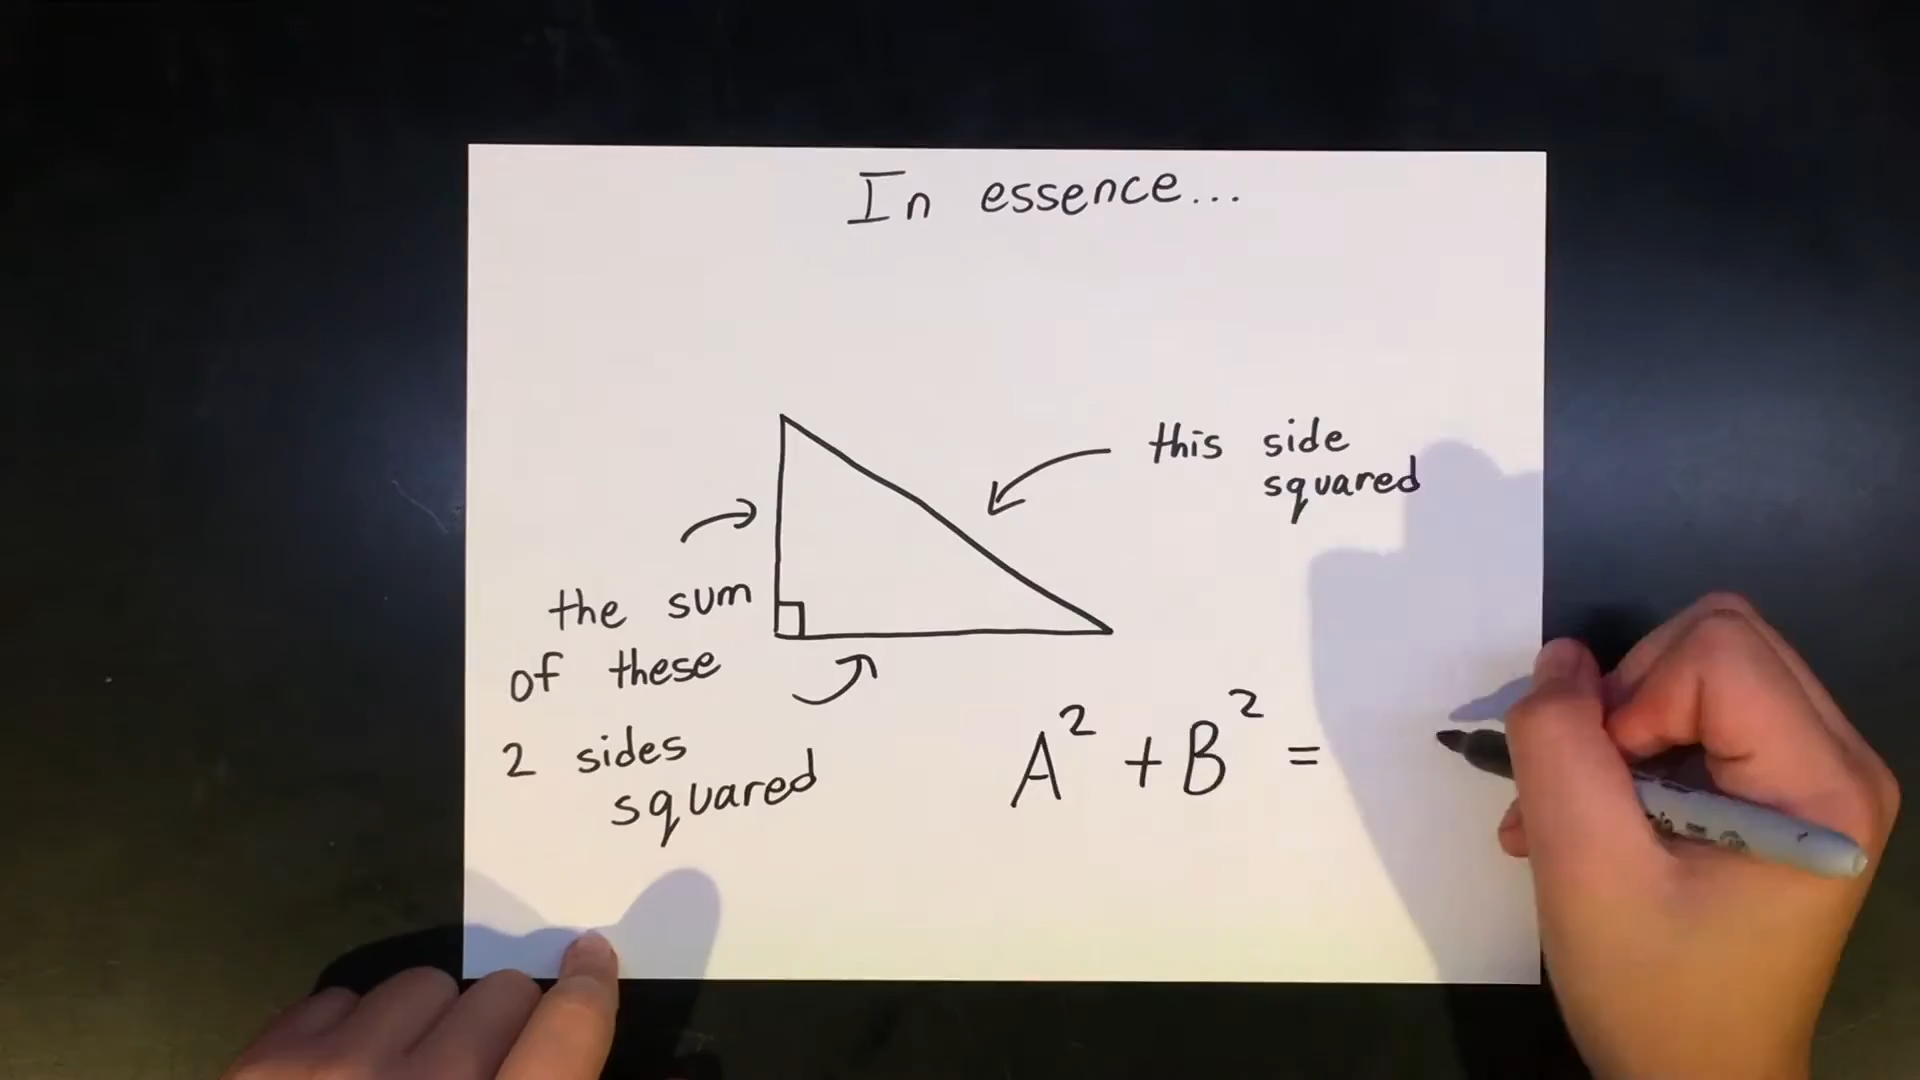 In essence...
this side
squared
the sum
of these
2 sides
squared
A² + B² =